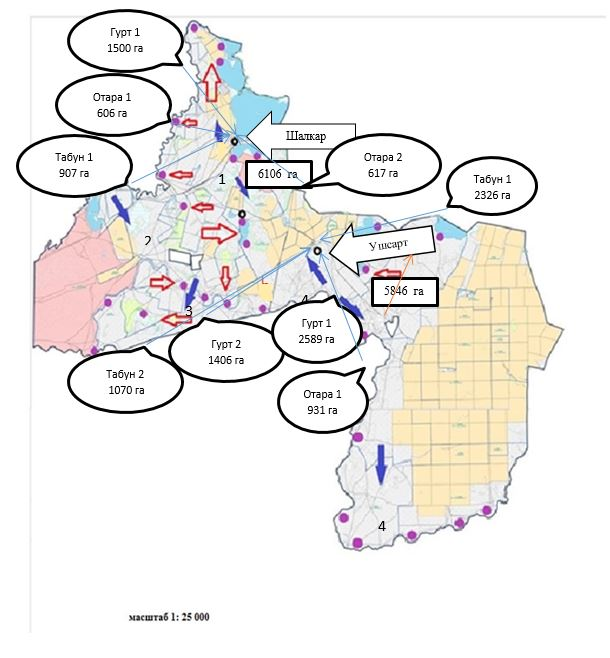 Гурт 1
1500 га
Отара 1
606 га
Шалкар
Табун 1
907 га
6106 га
Отара 2
617 га
Табун 1
2326 га
1
2
Ушсарт
5846 га
3
4
Гурт 1
2589 га
Гурт 2
1406 га
Табун 2
1070 га
Отара 1
931 га
4
масштаб 1: 25 000